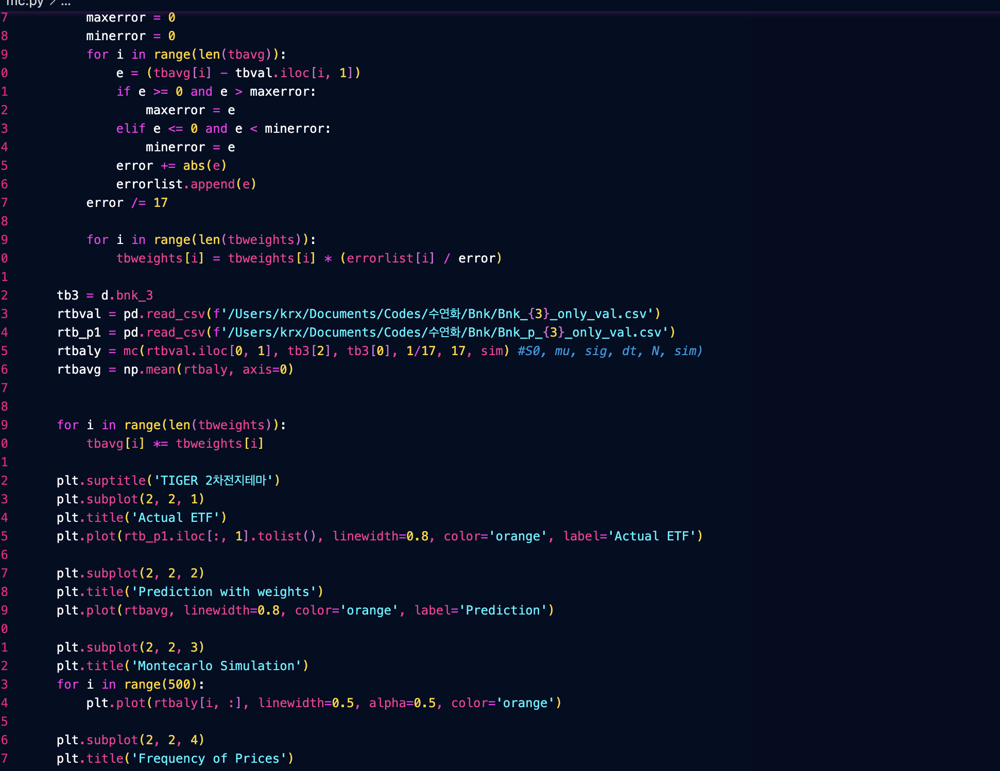 mc.py > ...
7 maxerror = 0
8 minerror = 0
9 for i in range(len(tbavg)):
0 e = (tbavg[i] - tbval.iloc[i, 1])
1 if e >= 0 and e > maxerror:
2 maxerror = e
3 elif e <= 0 and e < minerror:
4 minerror = e
5 error += abs(e)
6 errorlist.append(e)
7 error /= 17
8
9 for i in range(len(tbweights)):
0 tbweights[i] = tbweights[i] * (errorlist[i] / error)
1
2 tb3 = d.bnk_3
3 rtbval = pd.read_csv(f'/Users/krx/Documents/Codes/수연화/Bnk/Bnk_{3}_only_val.csv')
4 rtb_p1 = pd.read_csv(f'/Users/krx/Documents/Codes/수연화/Bnk/Bnk_p_{3}_only_val.csv')
5 rtbaly = mc(rtbval.iloc[0, 1], tb3[2], tb3[0], 1/17, 17, sim) #S0, mu, sig, dt, N, sim)
6 rtbavg = np.mean(rtbaly, axis=0)
7
8
9 for i in range(len(tbweights)):
0 tbavg[i] *= tbweights[i]
1
2 plt.suptitle('TIGER 2차전지테마')
3 plt.subplot(2, 2, 1)
4 plt.title('Actual ETF')
5 plt.plot(rtb_p1.iloc[:, 1].tolist(), linewidth=0.8, color='orange', label='Actual ETF')
6
7 plt.subplot(2, 2, 2)
8 plt.title('Prediction with weights')
9 plt.plot(rtbavg, linewidth=0.8, color='orange', label='Prediction')
0
1 plt.subplot(2, 2, 3)
2 plt.title('Montecarlo Simulation')
3 for i in range(500):
4 plt.plot(rtbaly[i, :], linewidth=0.5, alpha=0.5, color='orange')
5
6 plt.subplot(2, 2, 4)
7 plt.title('Frequency of Prices')